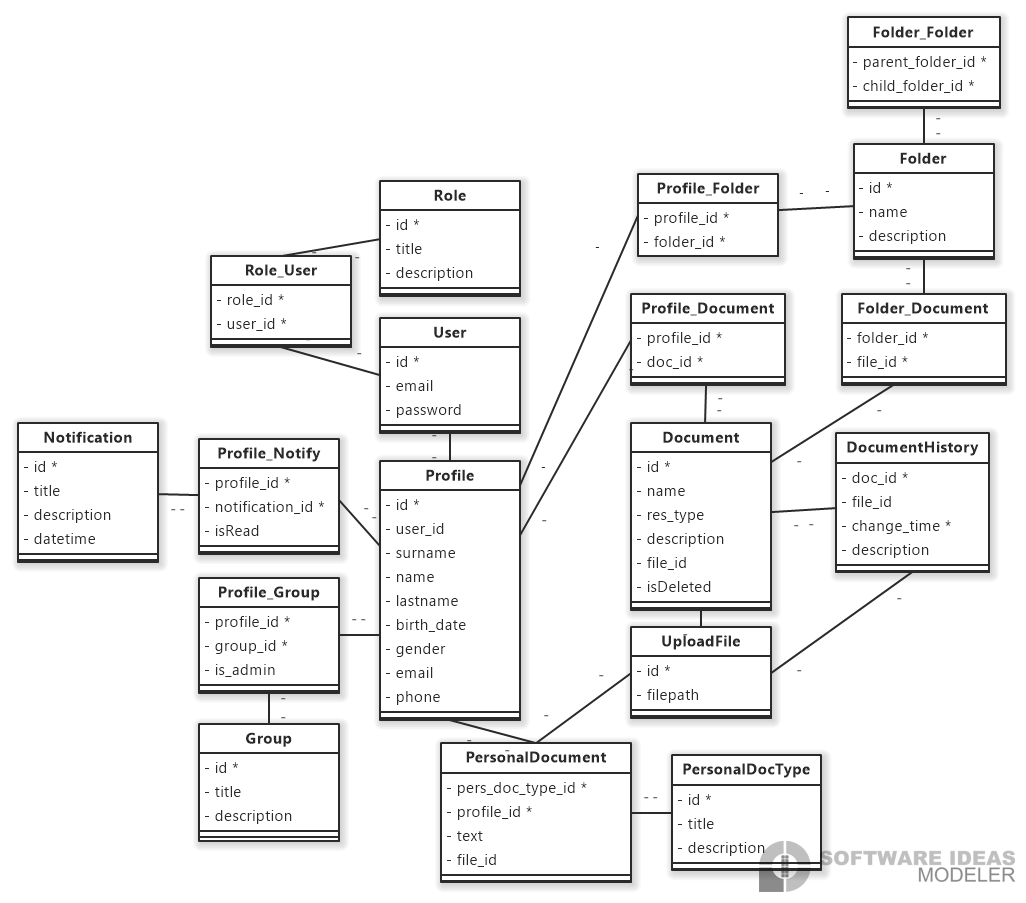 Folder_Folder
- parent_folder_id *
- child_folder_id *
Folder
- id *
- name
- description
Profile_Folder
- profile_id *
- folder_id *
Role
- id *
- title
- description
Role_User
- role_id *
- user_id *
User
- id *
- email
- password
Profile_Document
- profile_id *
- doc_id *
Folder_Document
- folder_id *
- file_id *
Notification
- id *
- title
- description
- datetime
Profile_Notify
- profile_id *
- notification_id *
- isRead
Profile
- id *
- user_id
- surname
- name
- lastname
- birth_date
- gender
- email
- phone
Document
- id *
- name
- res_type
- description
- file_id
- isDeleted
DocumentHistory
- doc_id *
- file_id
- change_time *
- description
Profile_Group
- profile_id *
- group_id *
- is_admin
UploadFile
- id *
- filepath
Group
- id *
- title
- description
PersonalDocument
- pers_doc_type_id *
- profile_id *
- text
- file_id
PersonalDocType
- id *
- title
- description
SOFTWARE IDEAS
MODELER